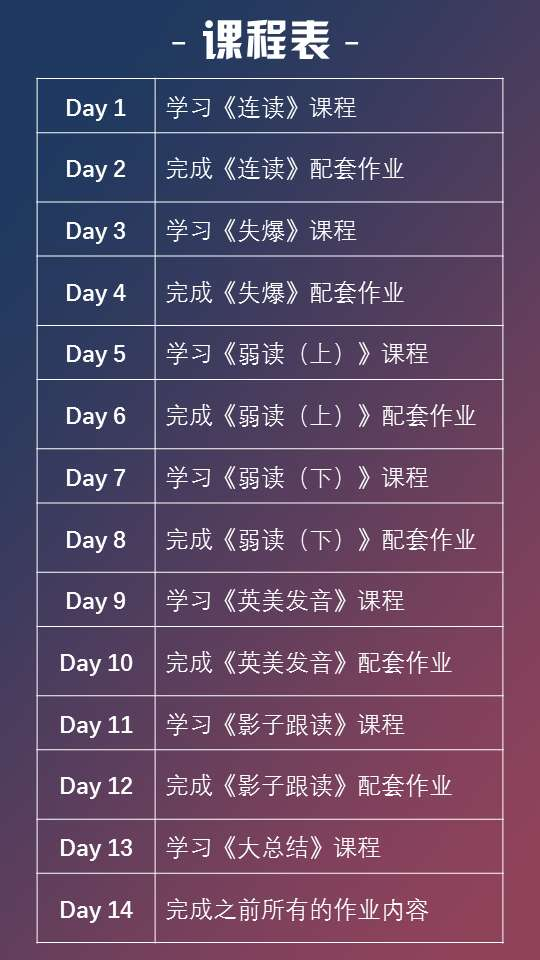 - 课程表 -
Day 1 学习《连读》课程
Day 2 完成《连读》配套作业
Day 3 学习《失爆》课程
Day 4 完成《失爆》配套作业
Day 5 学习《弱读（上）》课程
Day 6 完成《弱读（上）》配套作业
Day 7 学习《弱读（下）》课程
Day 8 完成《弱读（下）》配套作业
Day 9 学习《英美发音》课程
Day 10 完成《英美发音》配套作业
Day 11 学习《影子跟读》课程
Day 12 完成《影子跟读》配套作业
Day 13 学习《大总结》课程
Day 14 完成之前所有的作业内容